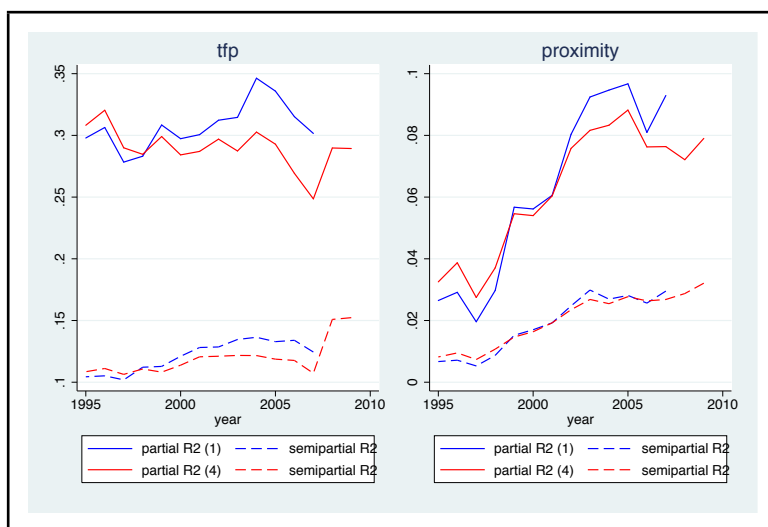 tfp
.35
.3
.25
.2
.15
.1
1995 2000 2005 2010
year
partial R2 (1) semipartial R2
partial R2 (4) semipartial R2
proximity
.1
.08
.06
.04
.02
0
1995 2000 2005 2010
year
partial R2 (1) semipartial R2
partial R2 (4) semipartial R2